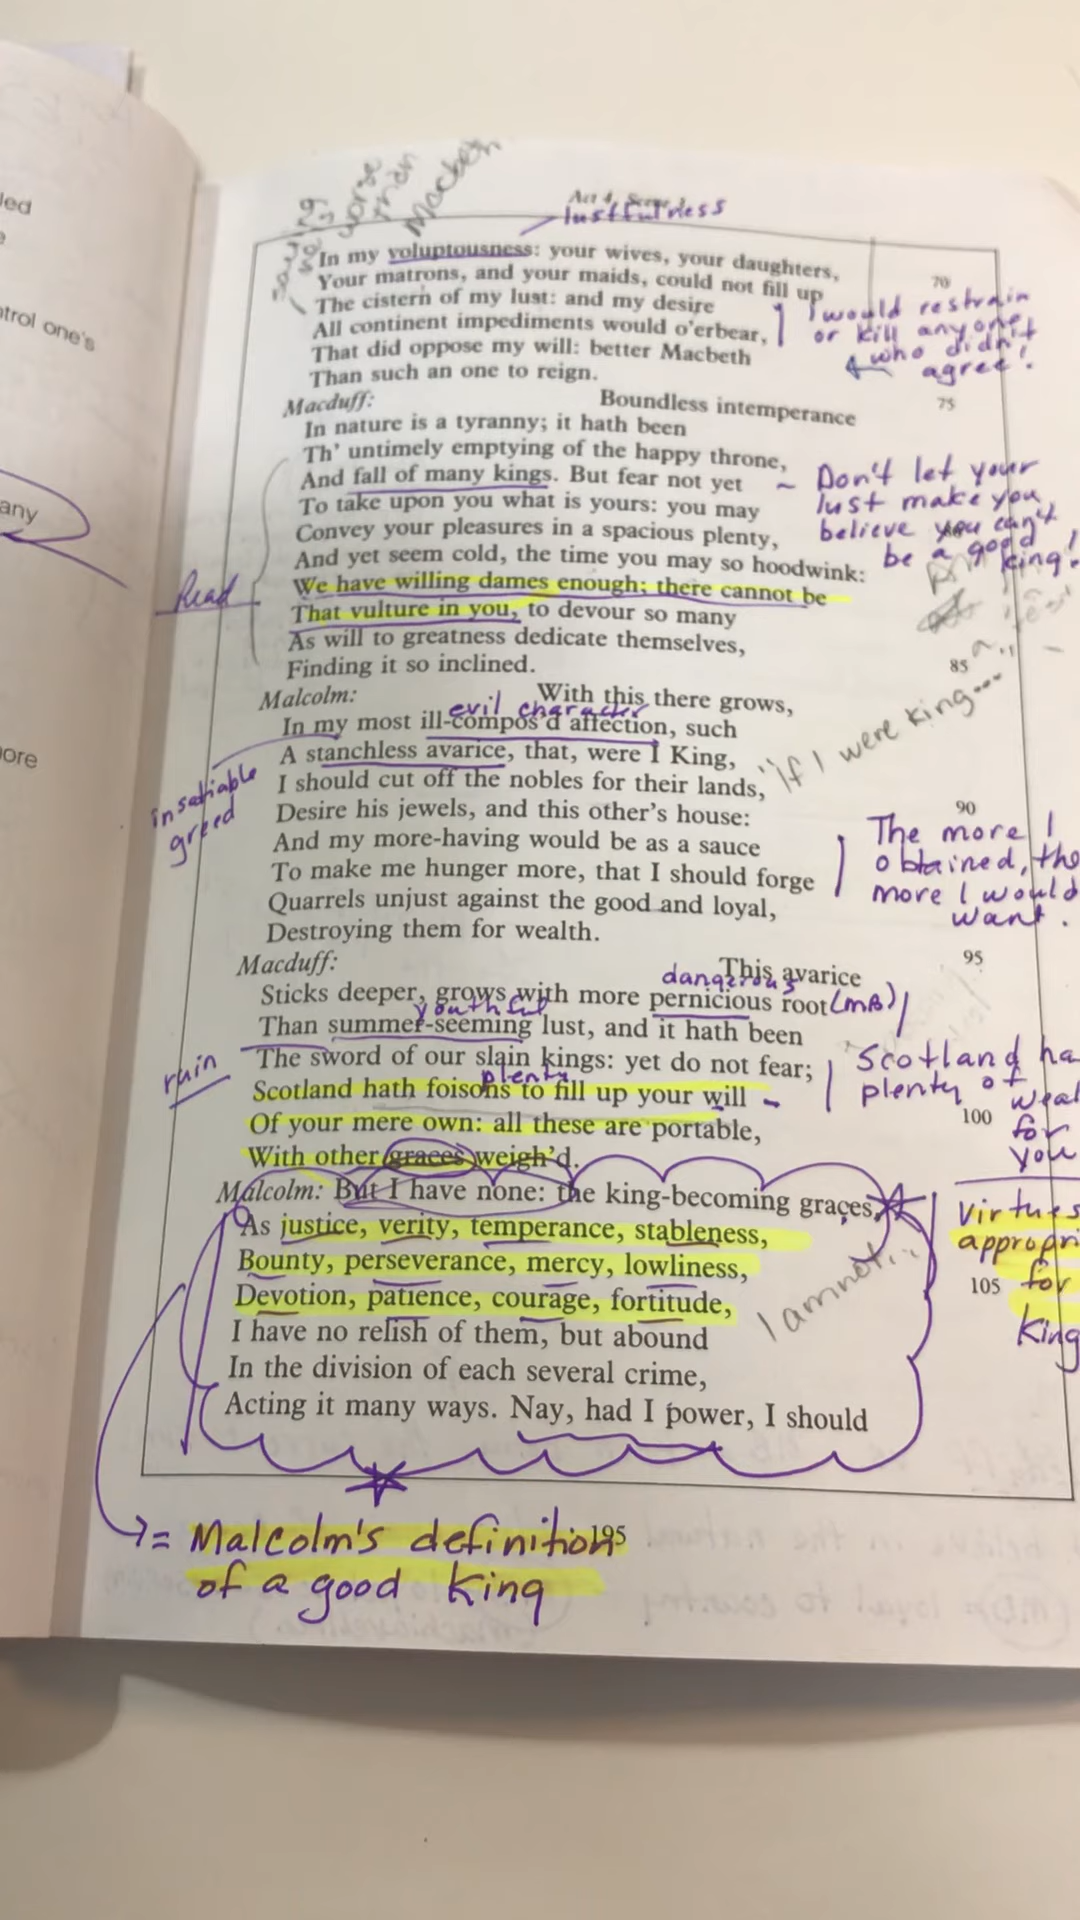 led
e
trol one's
any
ore
saying
he's
worse
than
Macbeth
Act 4, Scene 3
lustfulness
In my voluptousness: your wives, your daughters,
Your matrons, and your maids, could not fill up
70
The cistern of my lust: and my desire
All continent impediments would o'erbear,
That did oppose my will: better Macbeth
Than such an one to reign.
I would restrain
or kill anyone
who didn't
agree!
Macduff: Boundless intemperance
75
In nature is a tyranny; it hath been
Th' untimely emptying of the happy throne,
And fall of many kings. But fear not yet
To take upon you what is yours: you may
Convey your pleasures in a spacious plenty,
And yet seem cold, the time you may so hoodwink:
~ Don't let your
lust make you
believe you can't
be a good
king!
Read
We have willing dames enough; there cannot be
That vulture in you, to devour so many
As will to greatness dedicate themselves,
Finding it so inclined.
85
Malcolm: With this there grows,
evil character
In my most ill-compos'd affection, such
A stanchless avarice, that, were I King,
"If I were king...
insatiable
greed
I should cut off the nobles for their lands,
Desire his jewels, and this other's house:
90
And my more-having would be as a sauce
To make me hunger more, that I should forge
Quarrels unjust against the good and loyal,
Destroying them for wealth.
The more I
obtained, the
more I would
want.
Macduff: This avarice
95
dangerous
Sticks deeper, grows with more pernicious root (MB)
youthful
Than summer-seeming lust, and it hath been
ruin
The sword of our slain kings: yet do not fear;
plenty
Scotland hath foisons to fill up your will
Of your mere own: all these are portable,
100
With other graces weigh'd.
Scotland ha
plenty of
weal
for
you
Malcolm: But I have none: the king-becoming graces,
As justice, verity, temperance, stableness,
Bounty, perseverance, mercy, lowliness,
105
Devotion, patience, courage, fortitude,
I have no relish of them, but abound
In the division of each several crime,
Acting it many ways. Nay, had I power, I should
I am not...
Virtues
appropri
for
King
195
= Malcolm's definition
of a good king